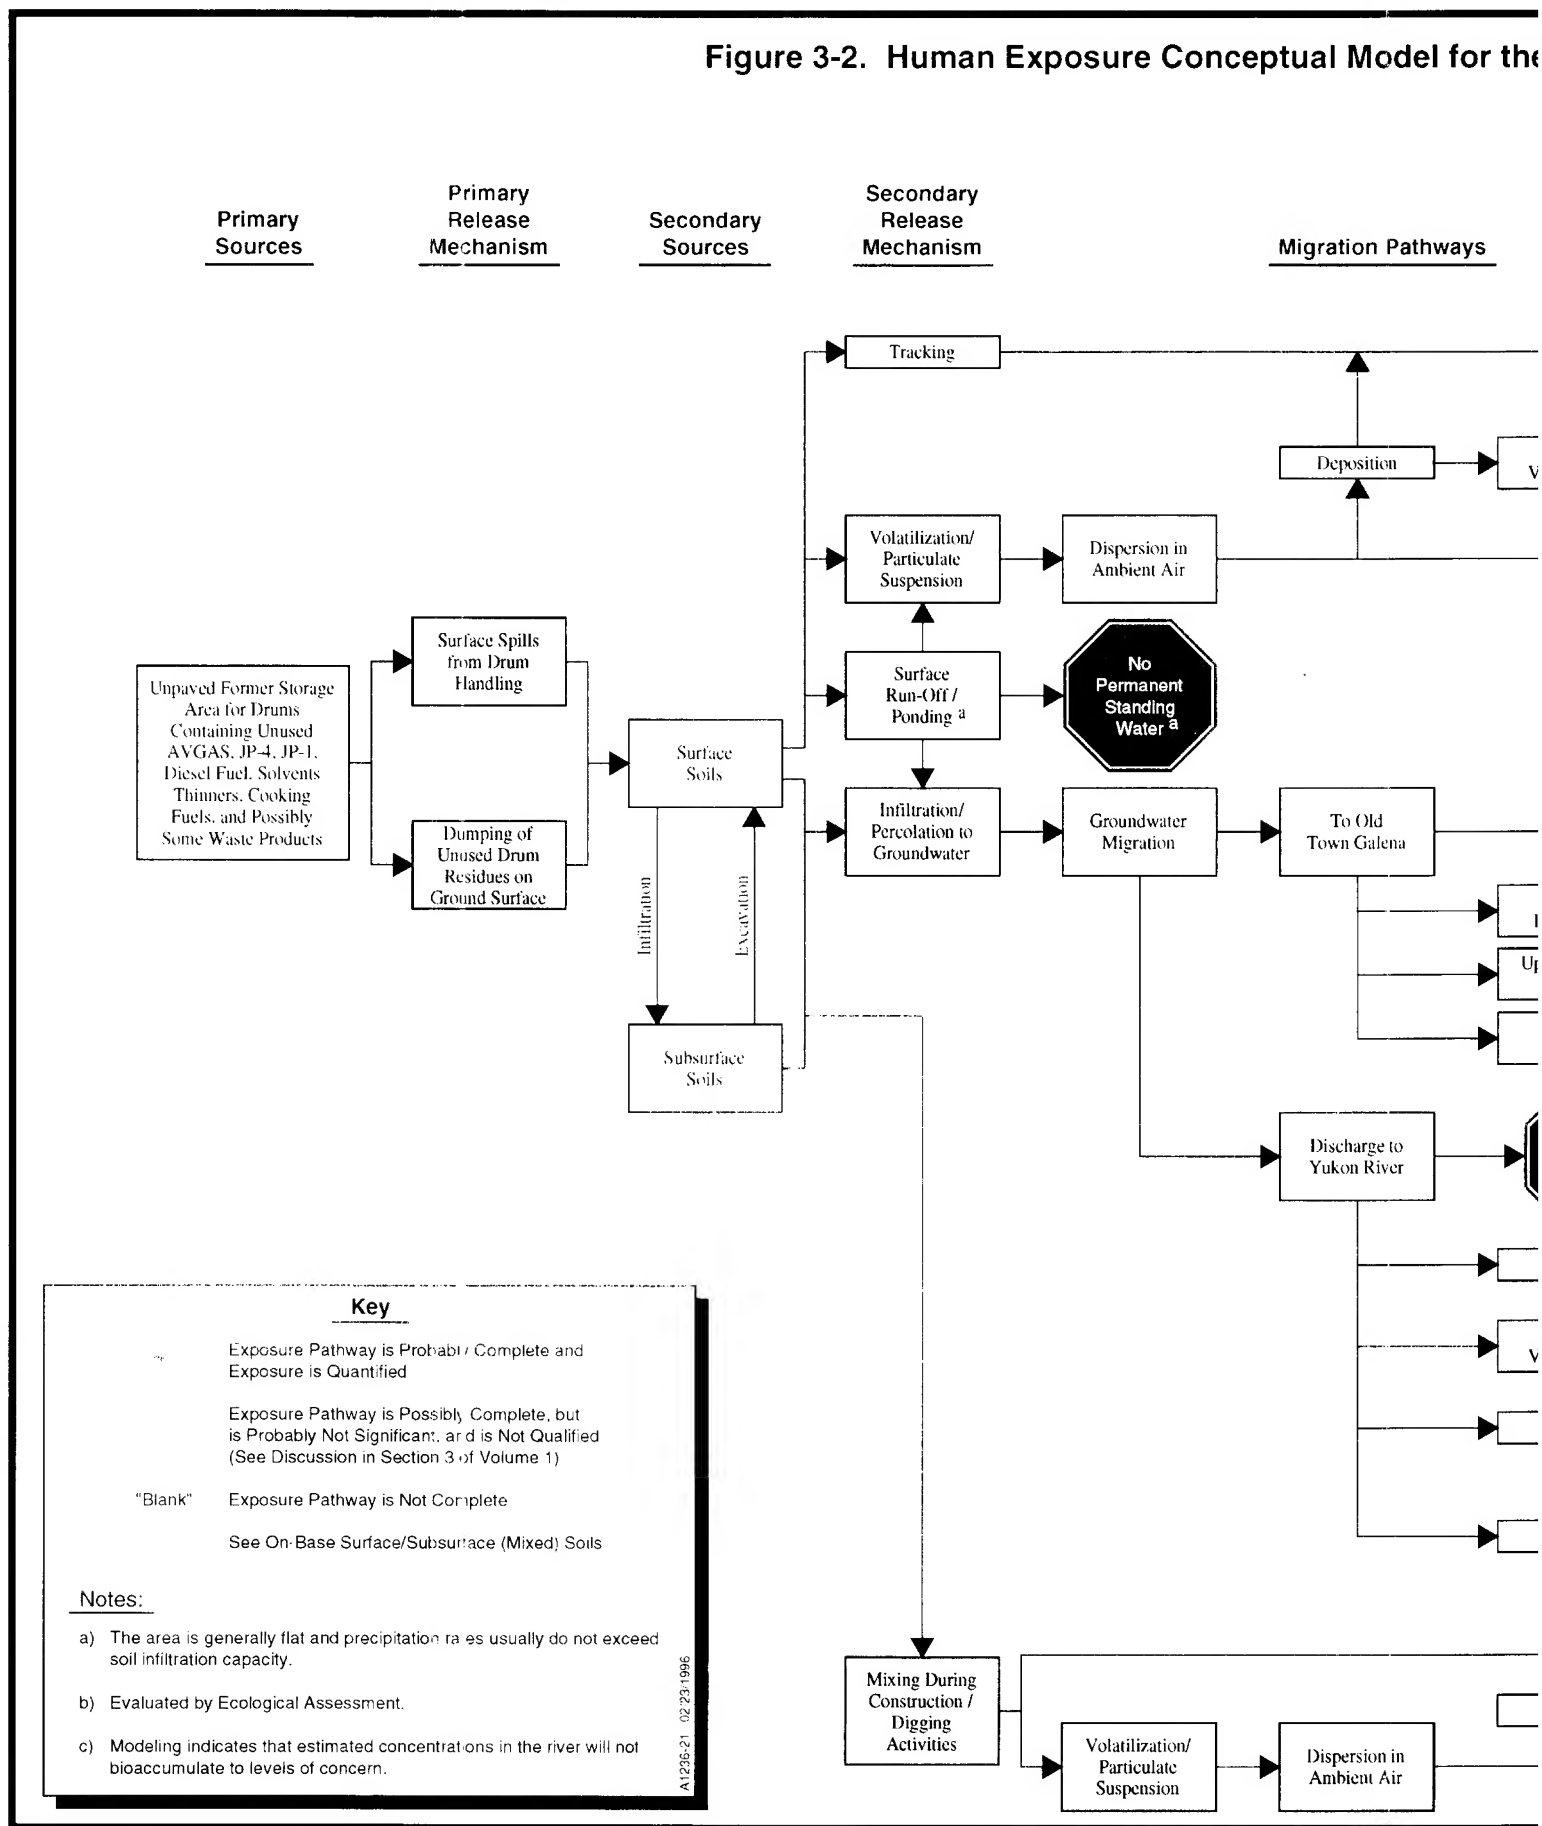 Figure 3-2. Human Exposure Conceptual Model for the
Primary
Sources
Primary
Release
Mechanism
Secondary
Sources
Secondary
Release
Mechanism
Migration Pathways
Tracking
Deposition
V
Volatilization/
Particulate
Suspension
Dispersion in
Ambient Air
Surface Spills
from Drum
Handling
Surface
Run-Off /
Ponding a
No
Permanent
Standing
Water a
Unpaved Former Storage
Area for Drums
Containing Unused
AVGAS, JP-4, JP-1,
Diesel Fuel, Solvents
Thinners, Cooking
Fuels, and Possibly
Some Waste Products
Surface
Soils
Dumping of
Unused Drum
Residues on
Ground Surface
Infiltration/
Percolation to
Groundwater
Groundwater
Migration
To Old
Town Galena
Infiltration
Excavation
Up
Subsurface
Soils
Discharge to
Yukon River
V
Key
Exposure Pathway is Probably Complete and
Exposure is Quantified
Exposure Pathway is Possibly Complete, but
is Probably Not Significant, and is Not Qualified
(See Discussion in Section 3 of Volume 1)
"Blank" Exposure Pathway is Not Complete
See On-Base Surface/Subsurface (Mixed) Soils
Notes:
a) The area is generally flat and precipitation rates usually do not exceed
soil infiltration capacity.
b) Evaluated by Ecological Assessment.
c) Modeling indicates that estimated concentrations in the river will not
bioaccumulate to levels of concern.
A1236-21 02/23/1996
Mixing During
Construction /
Digging
Activities
Volatilization/
Particulate
Suspension
Dispersion in
Ambient Air